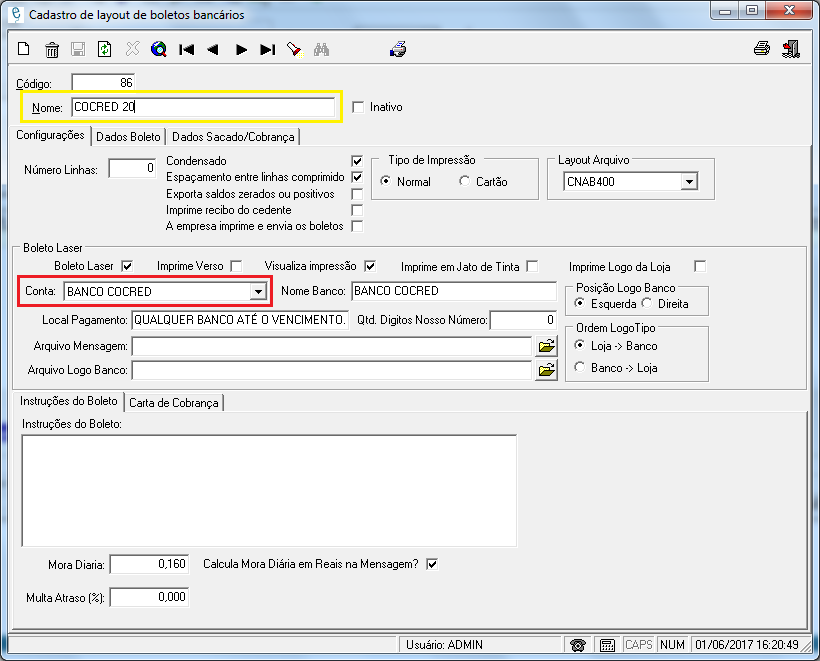 Cadastro de layout de boletos bancários
Código: 86
Nome: COCRED 20 Inativo
Configurações Dados Boleto Dados Sacado/Cobrança
Número Linhas: 0
Condensado
Espaçamento entre linhas comprimido
Exporta saldos zerados ou positivos
Imprime recibo do cedente
A empresa imprime e envia os boletos
Tipo de Impressão
Normal Cartão
Layout Arquivo
CNAB400
Boleto Laser
Boleto Laser Imprime Verso Visualiza impressão Imprime em Jato de Tinta Imprime Logo da Loja
Conta: BANCO COCRED Nome Banco: BANCO COCRED
Posição Logo Banco
Esquerda Direita
Local Pagamento: QUALQUER BANCO ATÉ O VENCIMENTO. Qtd. Digitos Nosso Número: 0
Ordem LogoTipo
Loja -> Banco
Banco -> Loja
Arquivo Mensagem:
Arquivo Logo Banco:
Instruções do Boleto Carta de Cobrança
Instruções do Boleto:
Mora Diaria: 0,160 Calcula Mora Diária em Reais na Mensagem?
Multa Atraso (%): 0,000
Usuário: ADMIN CAPS NUM 01/06/2017 16:20:49